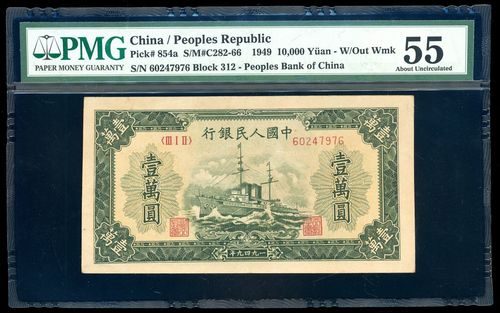 PMG
PAPER MONEY GUARANTY
China / Peoples Republic
Pick# 854a S/M#C282-66 1949 10,000 Yüan - W/Out Wmk
S/N 60247976 Block 312 - Peoples Bank of China
55
About Uncirculated
壹萬
壹萬
行銀民人國中
〈III I II〉
60247976
壹萬圓
壹萬圓
年九四九一
壹萬
壹萬